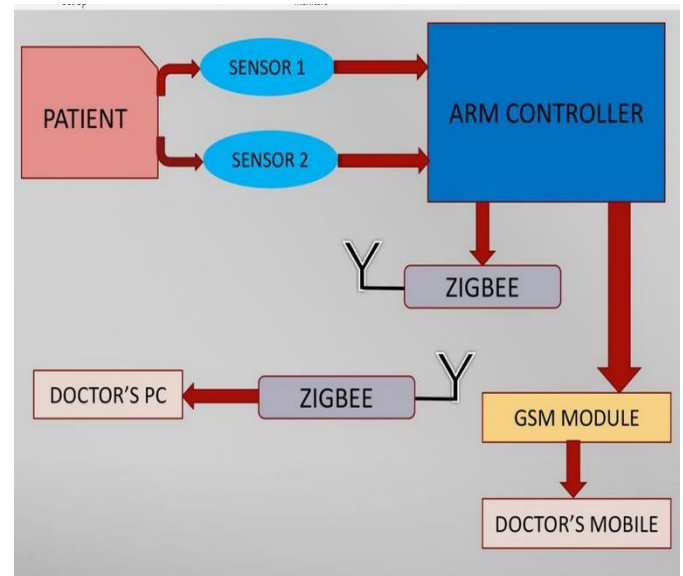 PATIENT
SENSOR 1
SENSOR 2
ARM CONTROLLER
ZIGBEE
DOCTOR'S PC
ZIGBEE
GSM MODULE
DOCTOR'S MOBILE